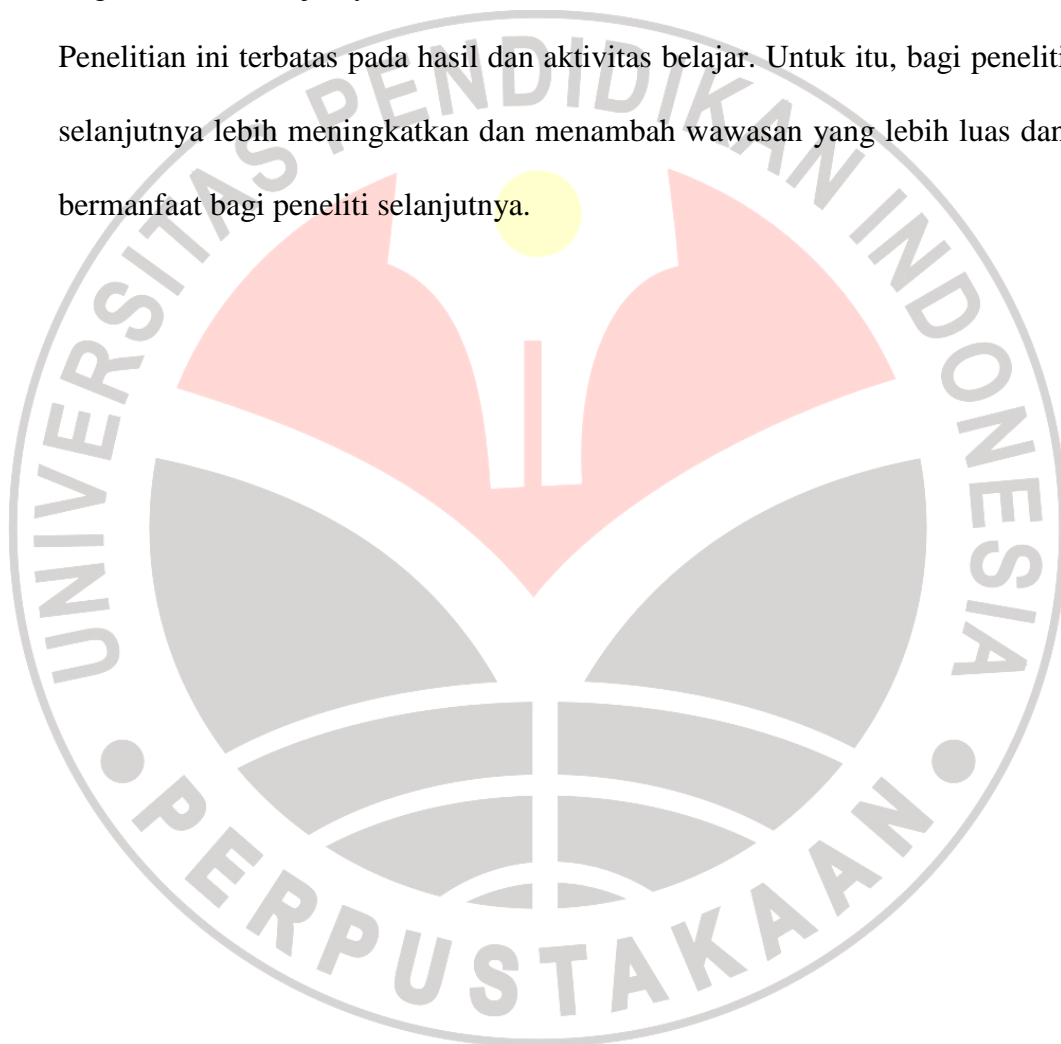 Penelitian ini terbatas pada hasil dan aktivitas belajar. Untuk itu, bagi peneliti
selanjutnya lebih meningkatkan dan menambah wawasan yang lebih luas dan
bermanfaat bagi peneliti selanjutnya.
UNIVERSITAS PENDIDIKAN INDONESIA
PERPUSTAKAAN